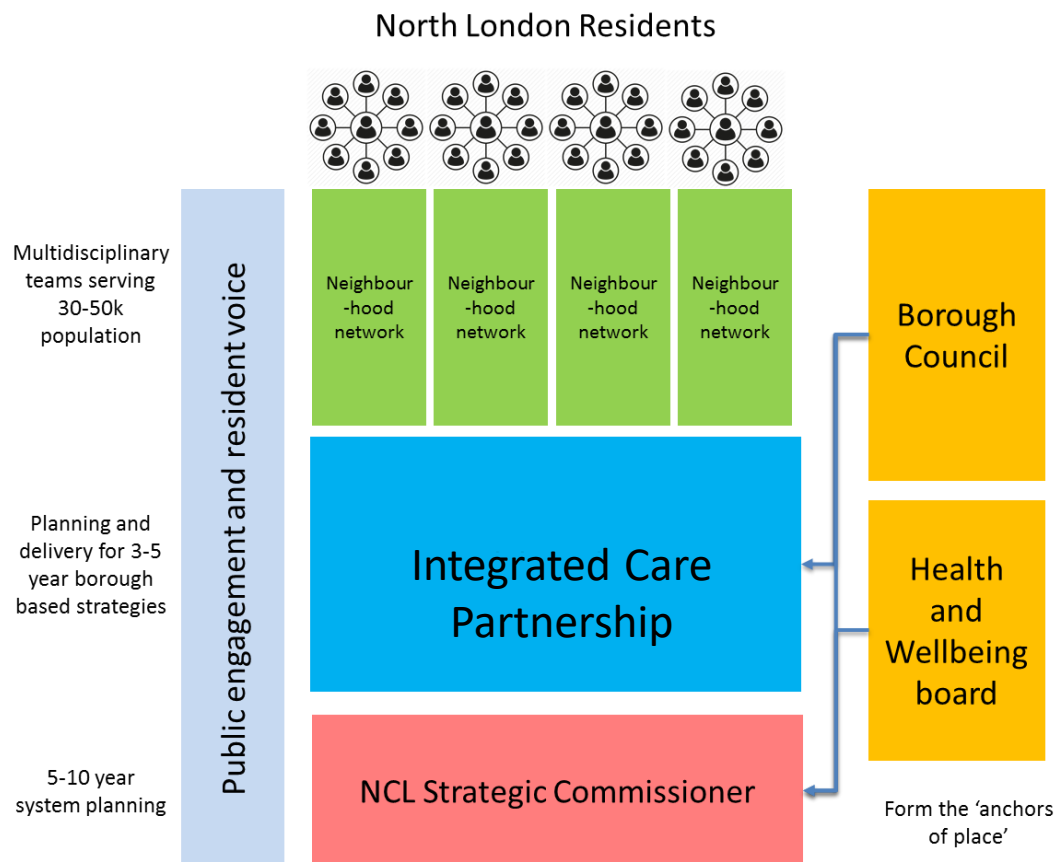 North London Residents
Multidisciplinary
teams serving
30-50k
population
Public engagement and resident voice
Neighbour
-hood
network
Neighbour
-hood
network
Neighbour
-hood
network
Neighbour
-hood
network
Borough
Council
Planning and
delivery for 3-5
year borough
based strategies
Integrated Care
Partnership
Health
and
Wellbeing
board
5-10 year
system planning
NCL Strategic Commissioner
Form the ‘anchors
of place’